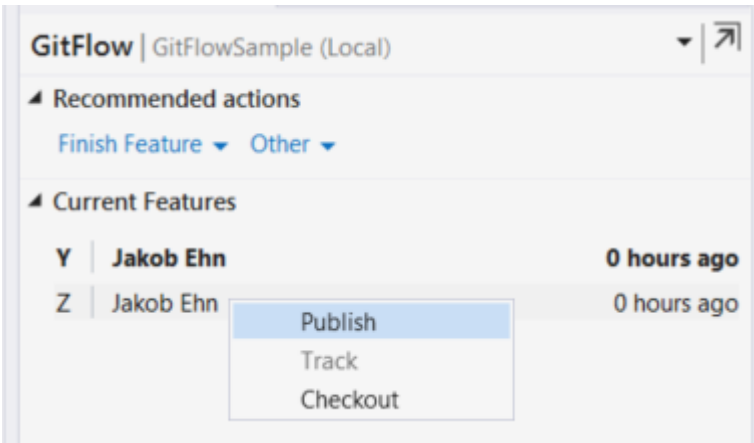 GitFlow | GitFlowSample (Local)
Recommended actions
Finish Feature Other
Current Features
Y Jakob Ehn 0 hours ago
Z Jakob Ehn 0 hours ago
Publish
Track
Checkout